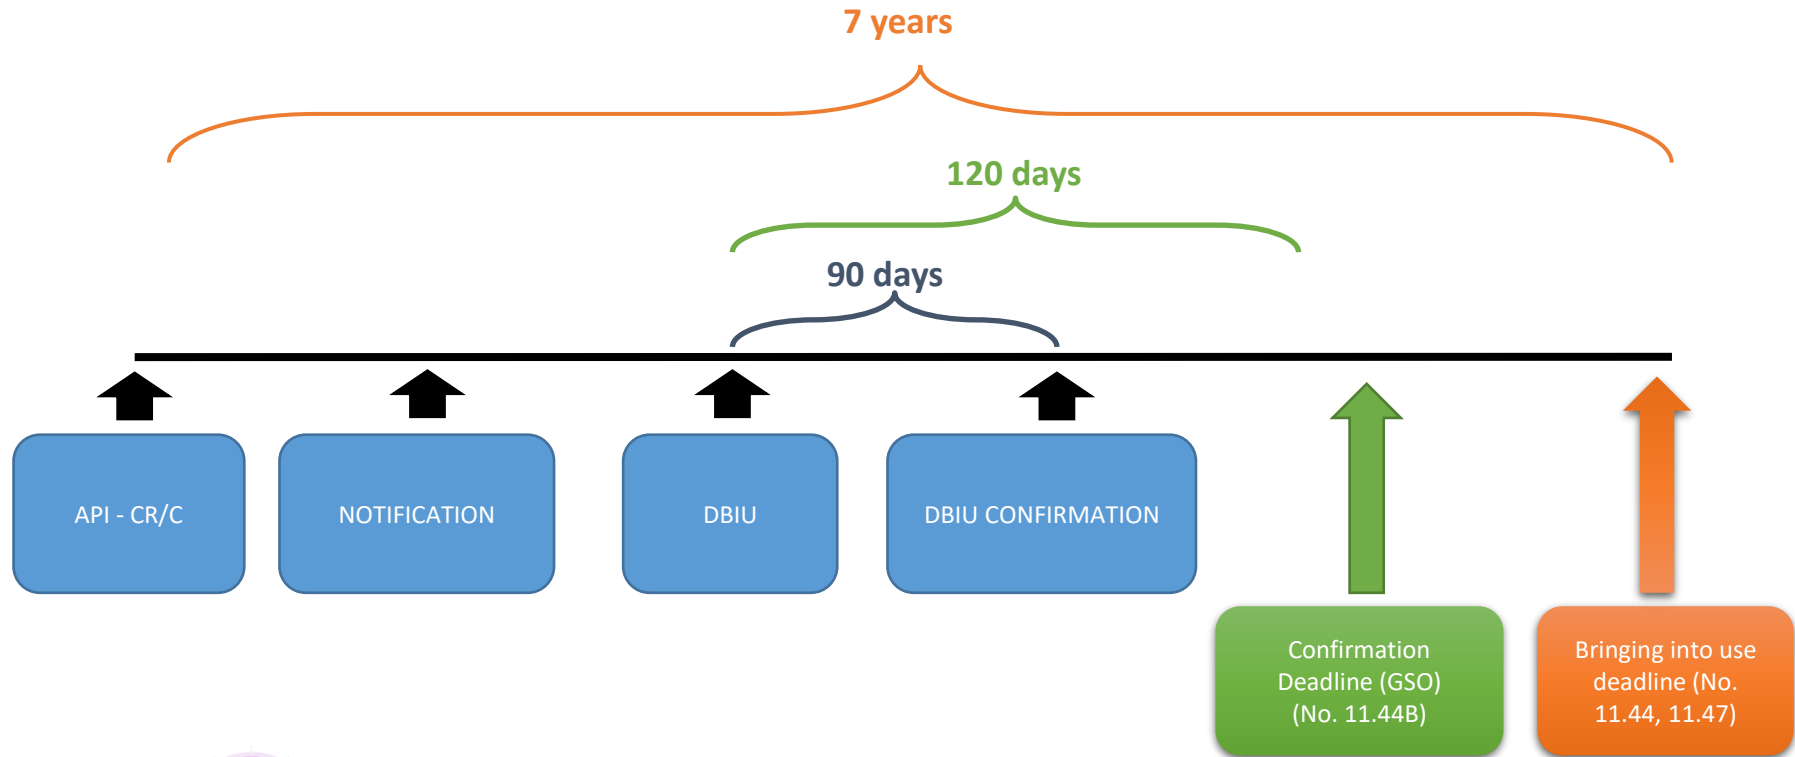 7 years
120 days
90 days
API - CR/C
NOTIFICATION
DBIU
DBIU CONFIRMATION
Confirmation
Deadline (GSO)
(No. 11.44B)
Bringing into use
deadline (No.
11.44, 11.47)